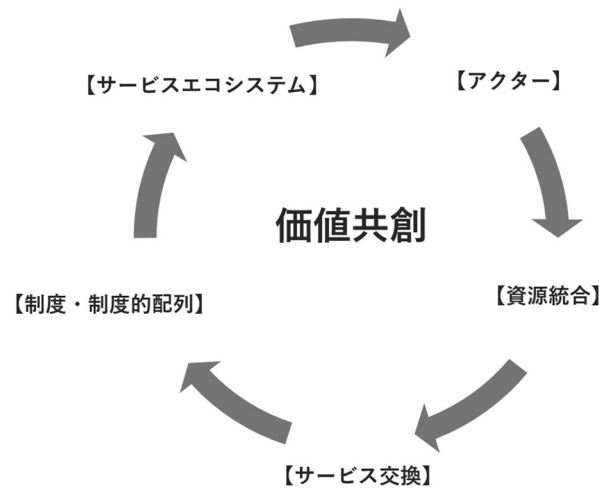 【サービスエコシステム】
【アクター】
価値共創
【制度・制度的配列】
【資源統合】
【サービス交換】